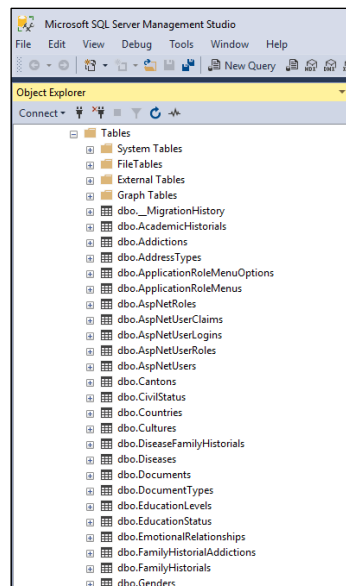 Microsoft SQL Server Management Studio
File Edit View Debug Tools Window Help
New Query
Object Explorer
Connect
Tables
System Tables
FileTables
External Tables
Graph Tables
dbo.__MigrationHistory
dbo.AcademicHistorials
dbo.Addictions
dbo.AddressTypes
dbo.ApplicationRoleMenuOptions
dbo.ApplicationRoleMenus
dbo.AspNetRoles
dbo.AspNetUserClaims
dbo.AspNetUserLogins
dbo.AspNetUserRoles
dbo.AspNetUsers
dbo.Cantons
dbo.CivilStatus
dbo.Countries
dbo.Cultures
dbo.DiseaseFamilyHistorials
dbo.Diseases
dbo.Documents
dbo.DocumentTypes
dbo.EducationLevels
dbo.EducationStatus
dbo.EmotionalRelationships
dbo.FamilyHistorialAddictions
dbo.FamilyHistorials
dbo.Genders